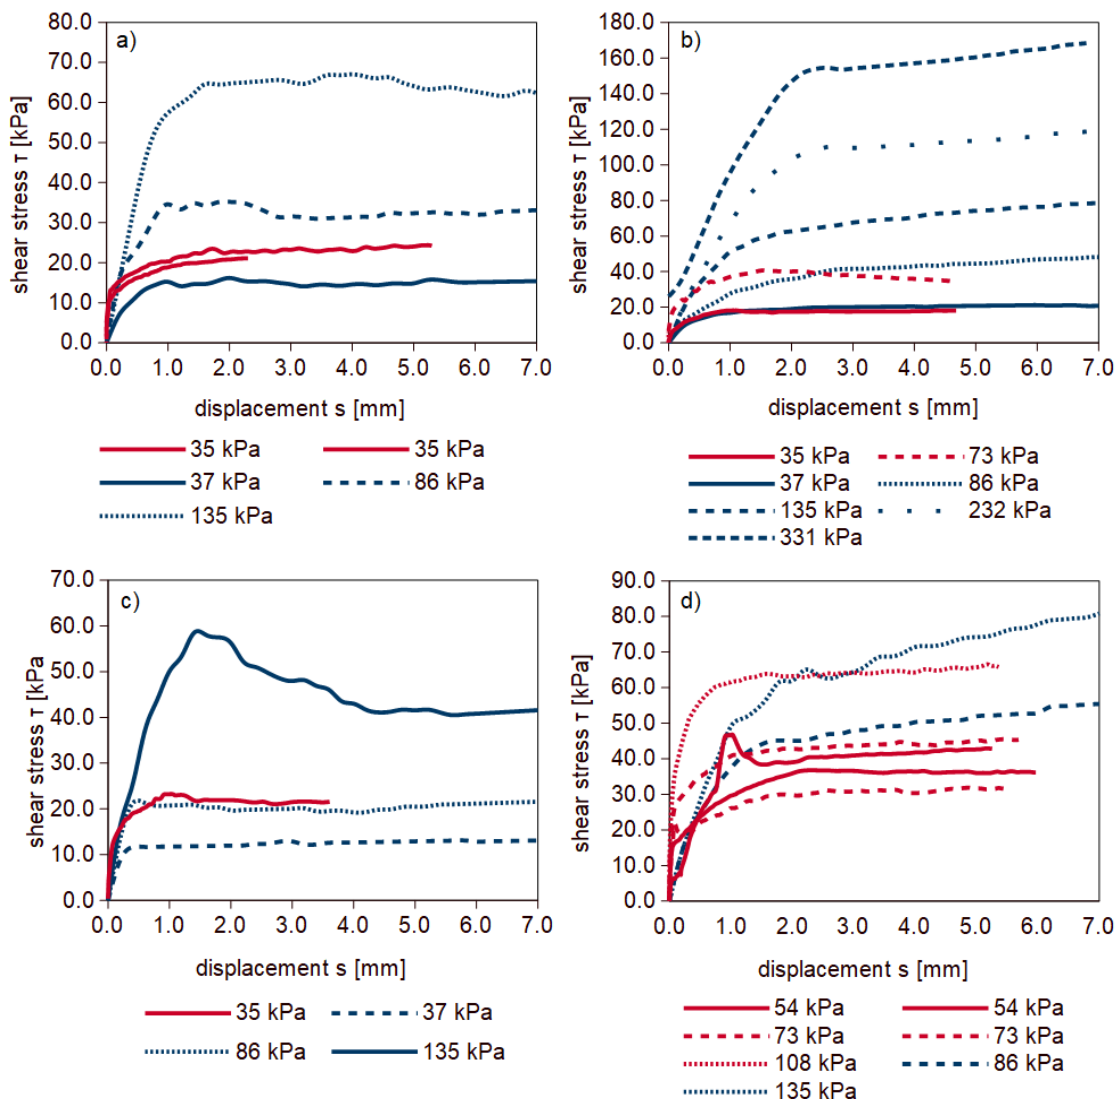 a)
80.0
70.0
60.0
50.0
40.0
30.0
20.0
10.0
0.0
shear stress τ [kPa]
0.0 1.0 2.0 3.0 4.0 5.0 6.0 7.0
displacement s [mm]
35 kPa 35 kPa
37 kPa 86 kPa
135 kPa
b)
180.0
160.0
140.0
120.0
100.0
80.0
60.0
40.0
20.0
0.0
shear stress τ [kPa]
0.0 1.0 2.0 3.0 4.0 5.0 6.0 7.0
displacement s [mm]
35 kPa 73 kPa
37 kPa 86 kPa
135 kPa 232 kPa
331 kPa
c)
70.0
60.0
50.0
40.0
30.0
20.0
10.0
0.0
shear stress τ [kPa
0.0 1.0 2.0 3.0 4.0 5.0 6.0 7.0
displacement s [mm]
35 kPa 37 kPa
86 kPa 135 kPa
d)
90.0
80.0
70.0
60.0
50.0
40.0
30.0
20.0
10.0
0.0
shear stress τ [kPa]
0.0 1.0 2.0 3.0 4.0 5.0 6.0 7.0
displacement s [mm]
54 kPa 54 kPa
73 kPa 73 kPa
108 kPa 86 kPa
135 kPa